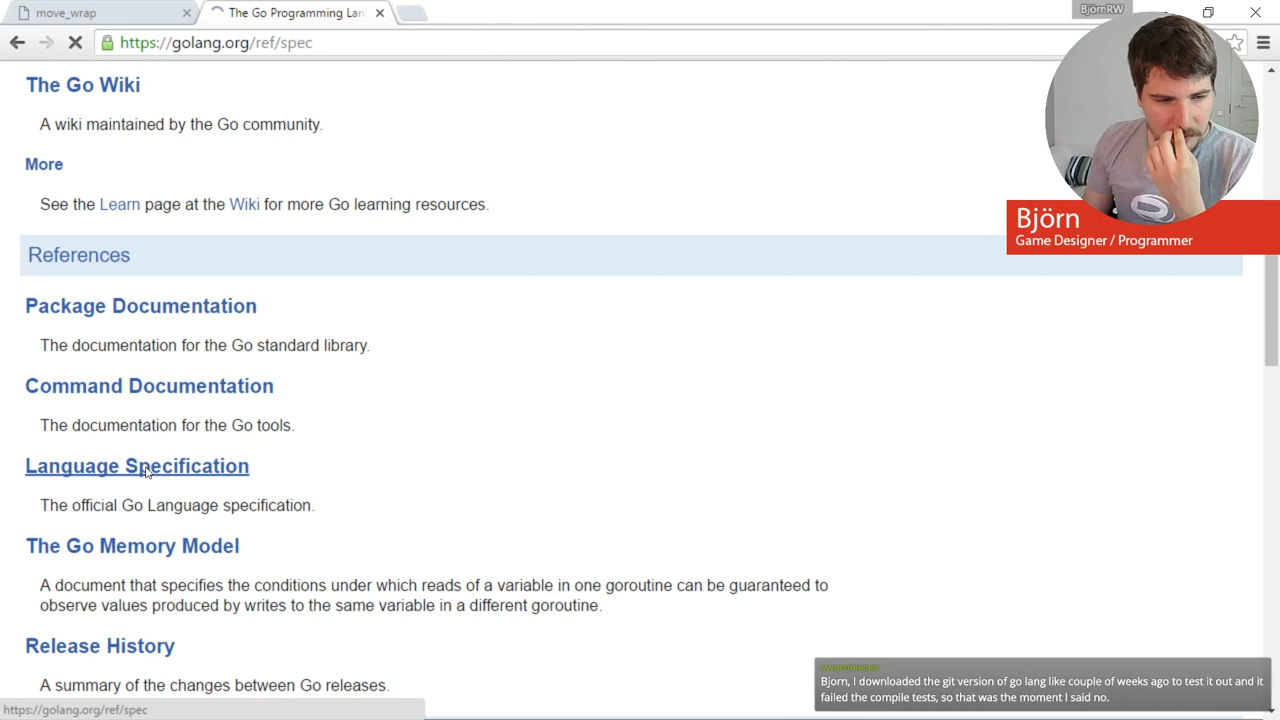 move_wrap
The Go Programming Lan
BjörnRW
https://golang.org/ref/spec
The Go Wiki
A wiki maintained by the Go community.
More
See the Learn page at the Wiki for more Go learning resources.
Björn
Game Designer / Programmer
References
Package Documentation
The documentation for the Go standard library.
Command Documentation
The documentation for the Go tools.
Language Specification
The official Go Language specification.
The Go Memory Model
A document that specifies the conditions under which reads of a variable in one goroutine can be guaranteed to
observe values produced by writes to the same variable in a different goroutine.
Release History
A summary of the changes between Go releases.
Bjorn, I downloaded the git version of go lang like couple of weeks ago to test it out and it
failed the compile tests, so that was the moment I said no.
https://golang.org/ref/spec